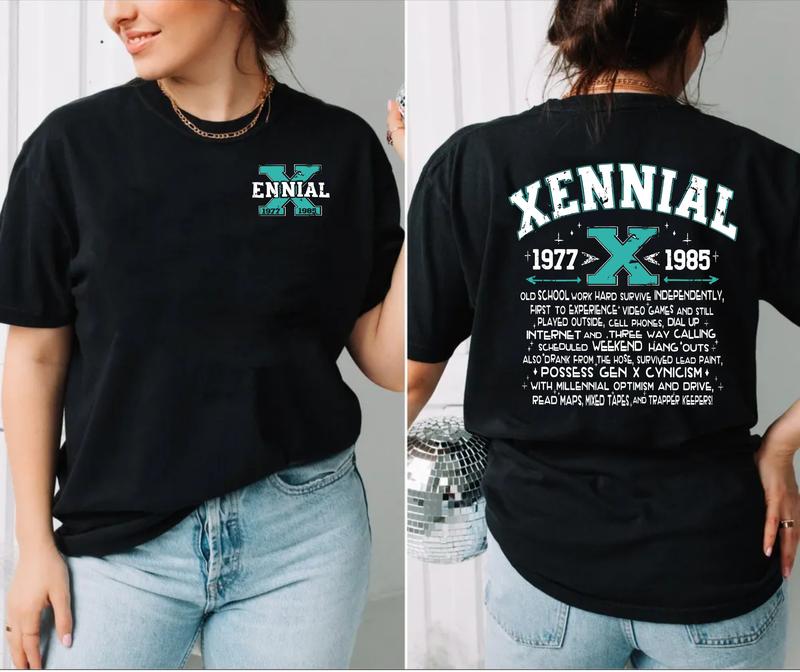 X
ENNIAL
1977 1985
XENNIAL
1977 > X < 1985
OLD SCHOOL WORK HARD SURVIVE INDEPENDENTLY,
FIRST TO EXPERIENCE VIDEO GAMES AND STILL
PLAYED OUTSIDE, CELL PHONES, DIAL UP
INTERNET AND THREE WAY CALLING
SCHEDULED WEEKEND HANG OUTS
ALSO DRANK FROM THE HOSE, SURVIVED LEAD PAINT,
POSSESS GEN X CYNICISM
WITH MILLENNIAL OPTIMISM AND DRIVE,
READ MAPS, MIXED TAPES, AND TRAPPER KEEPERS!